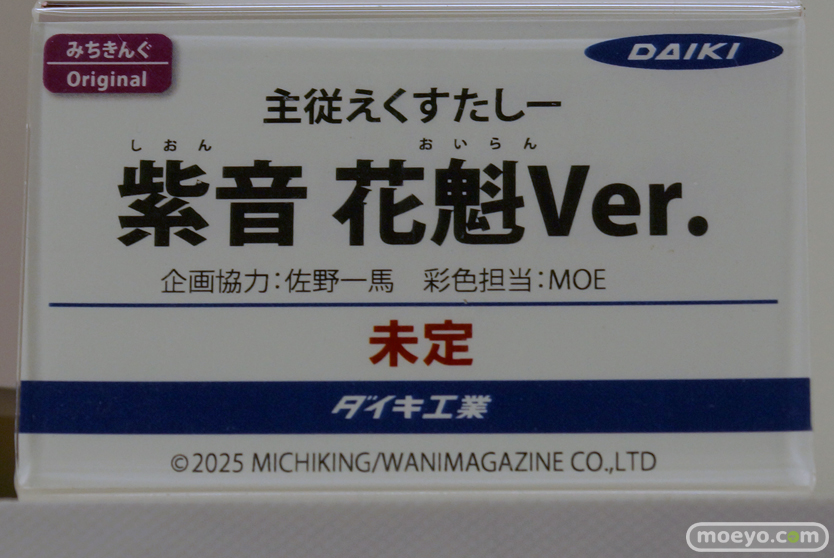 みちきんぐ
Original
DAIKI
主従えくすたしー
しおん おいらん
紫音 花魁Ver.
企画協力：佐野一馬 彩色担当：MOE
未定
ダイキ工業
©2025 MICHIKING/WANIMAGAZINE CO.,LTD
moeyo.com